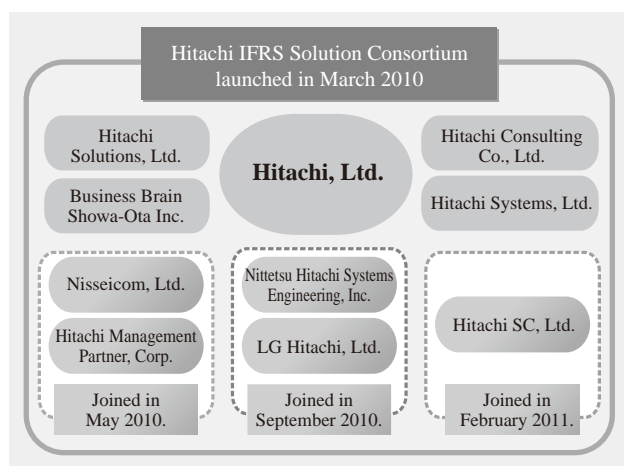 Hitachi IFRS Solution Consortium
launched in March 2010
Hitachi
Solutions, Ltd.
Business Brain
Showa-Ota Inc.
Hitachi, Ltd.
Hitachi Consulting
Co., Ltd.
Hitachi Systems, Ltd.
Nisseicom, Ltd.
Hitachi Management
Partner, Corp.
Joined in
May 2010.
Nittetsu Hitachi Systems
Engineering, Inc.
LG Hitachi, Ltd.
Joined in
September 2010.
Hitachi SC, Ltd.
Joined in
February 2011.